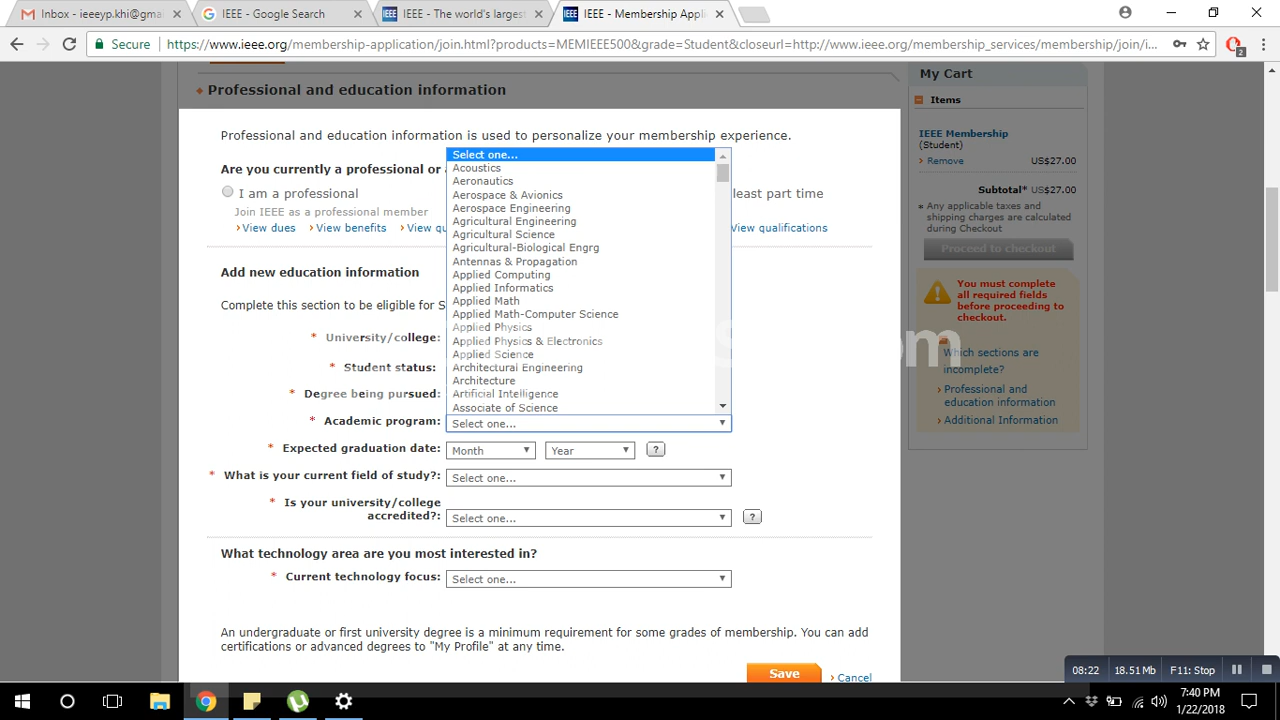 Inbox - ieeeyp.khi@gmai
IEEE - Google Search
IEEE - The world's largest
IEEE - Membership Appli
Secure
https://www.ieee.org/membership-application/join.html?products=MEMIEEE500&grade=Student&closeurl=http://www.ieee.org/membership_services/membership/join/i...
2
Professional and education information
Professional and education information is used to personalize your membership experience.
Are you currently a professional or a
I am a professional
least part time
Join IEEE as a professional member
View dues
View benefits
View qu
View qualifications
Add new education information
Complete this section to be eligible for S
University/college:
Student status:
Degree being pursued:
Academic program:
Select one...
Select one...
Acoustics
Aeronautics
Aerospace & Avionics
Aerospace Engineering
Agricultural Engineering
Agricultural Science
Agricultural-Biological Engrg
Antennas & Propagation
Applied Computing
Applied Informatics
Applied Math
Applied Math-Computer Science
Applied Physics
Applied Physics & Electronics
Applied Science
Architectural Engineering
Architecture
Artificial Intelligence
Associate of Science
* Expected graduation date: Month Year ?
* What is your current field of study?: Select one...
* Is your university/college
accredited?: Select one... ?
What technology area are you most interested in?
* Current technology focus: Select one...
An undergraduate or first university degree is a minimum requirement for some grades of membership. You can add
certifications or advanced degrees to "My Profile" at any time.
Save
Cancel
My Cart
Items
IEEE Membership
(Student)
Remove US$27.00
Subtotal* US$27.00
* Any applicable taxes and
shipping charges are calculated
during Checkout
Proceed to checkout
You must complete
all required fields
before proceeding to
checkout.
Which sections are
incomplete?
Professional and
education information
Additional Information
08:22
18.51 Mb
F11: Stop
7:40 PM
1/22/2018